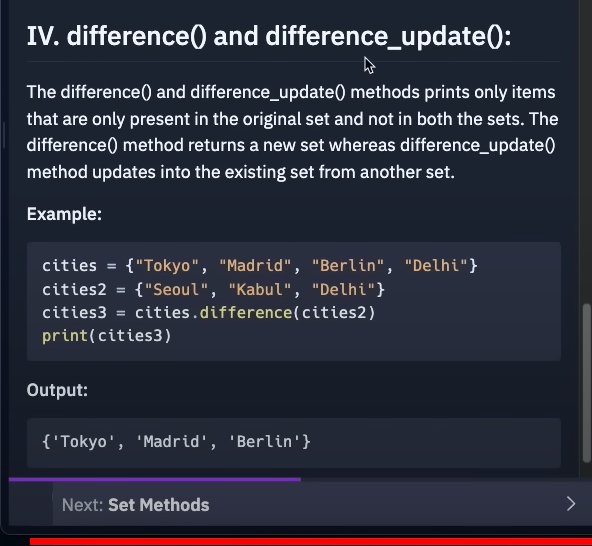 IV. difference() and difference_update():
The difference() and difference_update() methods prints only items
that are only present in the original set and not in both the sets. The
difference() method returns a new set whereas difference_update()
method updates into the existing set from another set.
Example:
cities = {"Tokyo", "Madrid", "Berlin", "Delhi"}
cities2 = {"Seoul", "Kabul", "Delhi"}
cities3 = cities.difference(cities2)
print(cities3)
Output:
{'Tokyo', 'Madrid', 'Berlin'}
Next: Set Methods